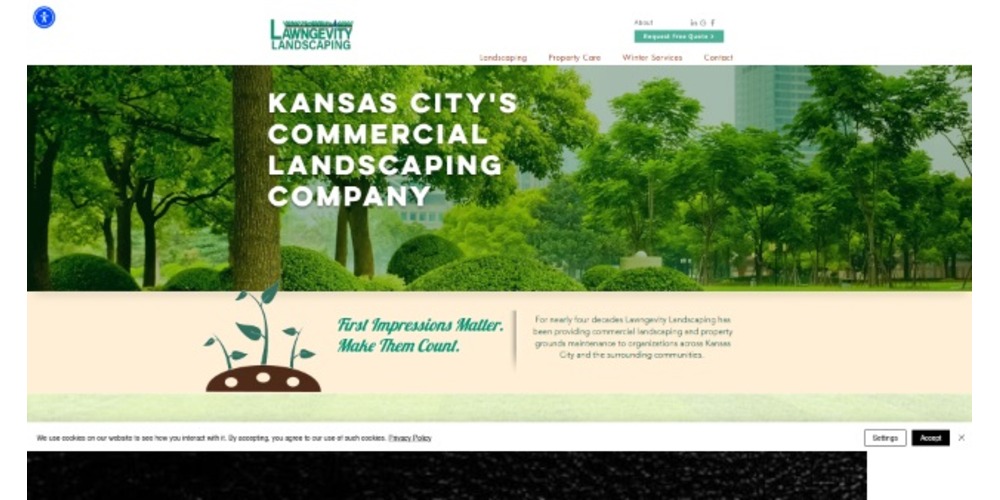 LAWNGEVITY
LANDSCAPING
About
Request Free Quote >
Landscaping Property Care Winter Services Contact
KANSAS CITY'S
COMMERCIAL
LANDSCAPING
COMPANY
First Impressions Matter.
Make Them Count.
For nearly four decades Lawngevity Landscaping has
been providing commercial landscaping and property
grounds maintenance to organizations across Kansas
City and the surrounding communities.
We use cookies on our website to see how you interact with it. By accepting, you agree to our use of such cookies. Privacy Policy
Settings
Accept